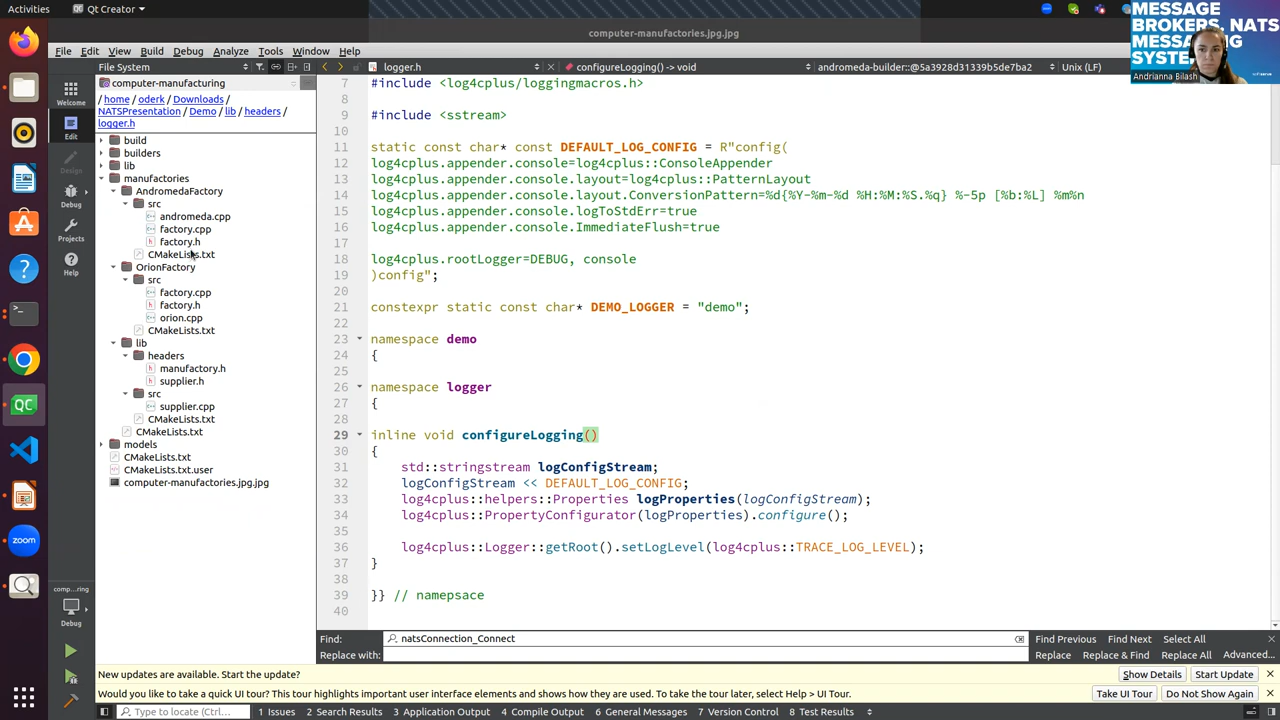 Activities
Qt Creator
computer-manufactories.jpg.jpg
MESSAGE
BROKERS. NATS
MESSAGING
SYSTEM
Andrianna Bilash
File Edit View Build Debug Analyze Tools Window Help
File System
logger.h
configureLogging() -> void
andromeda-builder::@5a3928d31339b5de7ba2
Unix (LF)
Welcome
Edit
Design
Debug
Projects
Help
comp...ring
Debug
computer-manufacturing
/ home / oderk / Downloads /
NATSPresentation / Demo / lib / headers /
logger.h
build
builders
lib
manufactories
AndromedaFactory
src
andromeda.cpp
factory.cpp
factory.h
CMakeLists.txt
OrionFactory
src
factory.cpp
factory.h
orion.cpp
CMakeLists.txt
lib
headers
manufactory.h
supplier.h
src
supplier.cpp
CMakeLists.txt
CMakeLists.txt
models
CMakeLists.txt
CMakeLists.txt.user
computer-manufactories.jpg.jpg
7 #include <log4cplus/loggingmacros.h>
8
9 #include <sstream>
10
11 static const char* const DEFAULT_LOG_CONFIG = R"config(
12 log4cplus.appender.console=log4cplus::ConsoleAppender
13 log4cplus.appender.console.layout=log4cplus::PatternLayout
14 log4cplus.appender.console.layout.ConversionPattern=%d{%Y-%m-%d %H:%M:%S.%q} %-5p [%b:%L] %m%n
15 log4cplus.appender.console.logToStdErr=true
16 log4cplus.appender.console.ImmediateFlush=true
17
18 log4cplus.rootLogger=DEBUG, console
19 )config";
20
21 constexpr static const char* DEMO_LOGGER = "demo";
22
23 namespace demo
24 {
25
26 namespace logger
27 {
28
29 inline void configureLogging()
30 {
31 std::stringstream logConfigStream;
32 logConfigStream << DEFAULT_LOG_CONFIG;
33 log4cplus::helpers::Properties logProperties(logConfigStream);
34 log4cplus::PropertyConfigurator(logProperties).configure();
35
36 log4cplus::Logger::getRoot().setLogLevel(log4cplus::TRACE_LOG_LEVEL);
37 }
38
39 }} // namepsace
40
Find: natsConnection_Connect
Find Previous Find Next Select All
Replace with:
Replace Replace & Find Replace All Advanced...
New updates are available. Start the update?
Show Details Start Update
Would you like to take a quick UI tour? This tour highlights important user interface elements and shows how they are used. To take the tour later, select Help > UI Tour.
Take UI Tour Do Not Show Again
Type to locate (Ctrl...
1 Issues 2 Search Results 3 Application Output 4 Compile Output 6 General Messages 7 Version Control 8 Test Results
zoom